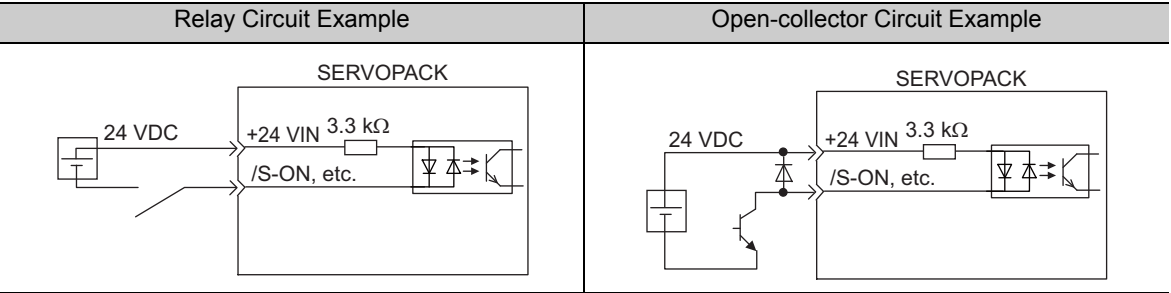 Relay Circuit Example
Open-collector Circuit Example
SERVOPACK
24 VDC
+24 VIN
3.3 kΩ
/S-ON, etc.
SERVOPACK
24 VDC
+24 VIN
3.3 kΩ
/S-ON, etc.